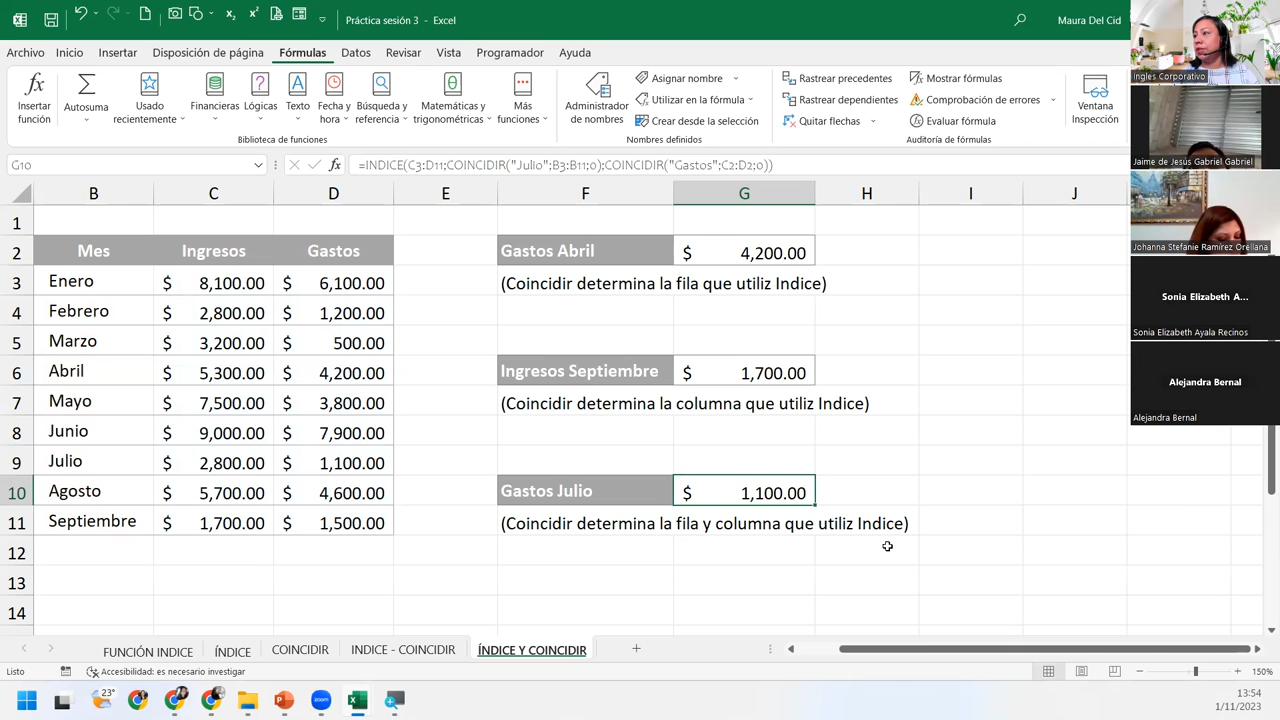 Práctica sesión 3 - Excel
Maura Del Cid
Archivo Inicio Insertar Disposición de página Fórmulas Datos Revisar Vista Programador Ayuda
Insertar función
Autosuma
Usado recientemente
Financieras
Lógicas
Texto
Fecha y hora
Búsqueda y referencia
Matemáticas y trigonométricas
Más funciones
Biblioteca de funciones
Administrador de nombres
Asignar nombre
Utilizar en la fórmula
Crear desde la selección
Nombres definidos
Rastrear precedentes
Rastrear dependientes
Quitar flechas
Mostrar fórmulas
Comprobación de errores
Evaluar fórmula
Auditoría de fórmulas
Ventana Inspección
G10
fx
=INDICE(C3:D11;COINCIDIR("Julio";B3:B11;0);COINCIDIR("Gastos";C2:D2;0))
B C D E F G H I J
1
2 Mes Ingresos Gastos Gastos Abril $ 4,200.00
3 Enero $ 8,100.00 $ 6,100.00 (Coincidir determina la fila que utiliz Indice)
4 Febrero $ 2,800.00 $ 1,200.00
5 Marzo $ 3,200.00 $ 500.00
6 Abril $ 5,300.00 $ 4,200.00 Ingresos Septiembre $ 1,700.00
7 Mayo $ 7,500.00 $ 3,800.00 (Coincidir determina la columna que utiliz Indice)
8 Junio $ 9,000.00 $ 7,900.00
9 Julio $ 2,800.00 $ 1,100.00
10 Agosto $ 5,700.00 $ 4,600.00 Gastos Julio $ 1,100.00
11 Septiembre $ 1,700.00 $ 1,500.00 (Coincidir determina la fila y columna que utiliz Indice)
12
13
14
FUNCIÓN INDICE ÍNDICE COINCIDIR INDICE - COINCIDIR ÍNDICE Y COINCIDIR
Listo
Accesibilidad: es necesario investigar
150%
23°
zoom
13:54
1/11/2023
Ingles Corporativo
Jaime de Jesús Gabriel Gabriel
Johanna Stefanie Ramírez Orellana
Sonia Elizabeth A...
Sonia Elizabeth Ayala Recinos
Alejandra Bernal
Alejandra Bernal